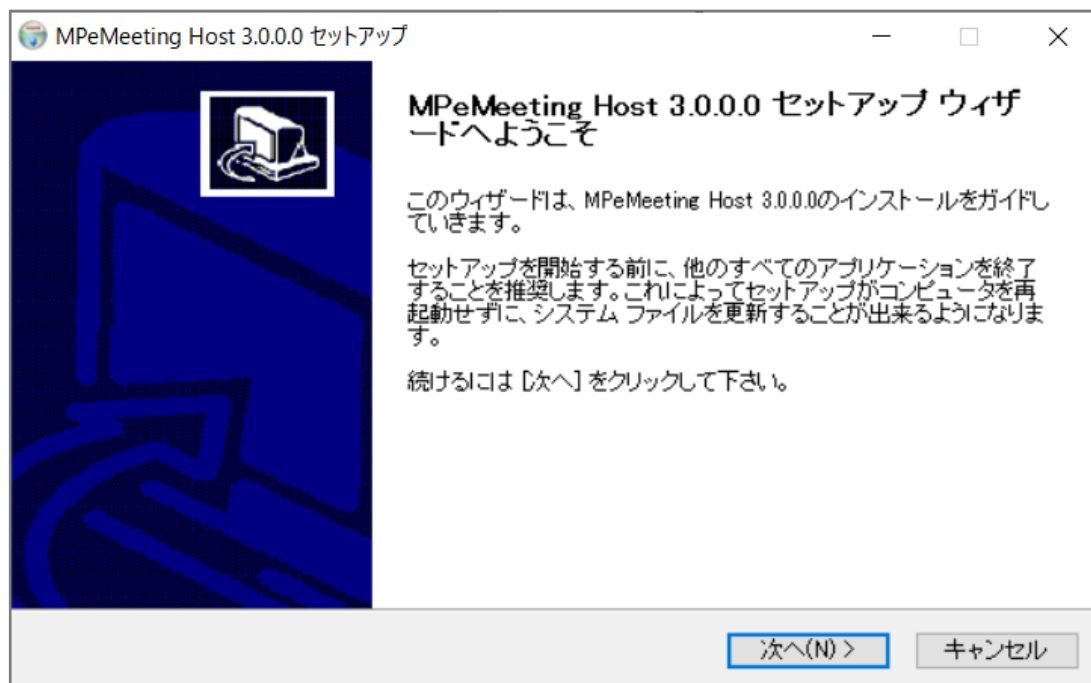 MPeMeeting Host 3.0.0.0 セットアップ
MPeMeeting Host 3.0.0.0 セットアップ ウィザ
ードへようこそ
このウィザードは、MPeMeeting Host 3.0.0.0のインストールをガイドし
ていきます。
セットアップを開始する前に、他のすべてのアプリケーションを終了
することを推奨します。これによってセットアップがコンピュータを再
起動せずに、システム ファイルを更新することが出来るようになりま
す。
続けるには [次へ] をクリックして下さい。
次へ(N) >
キャンセル